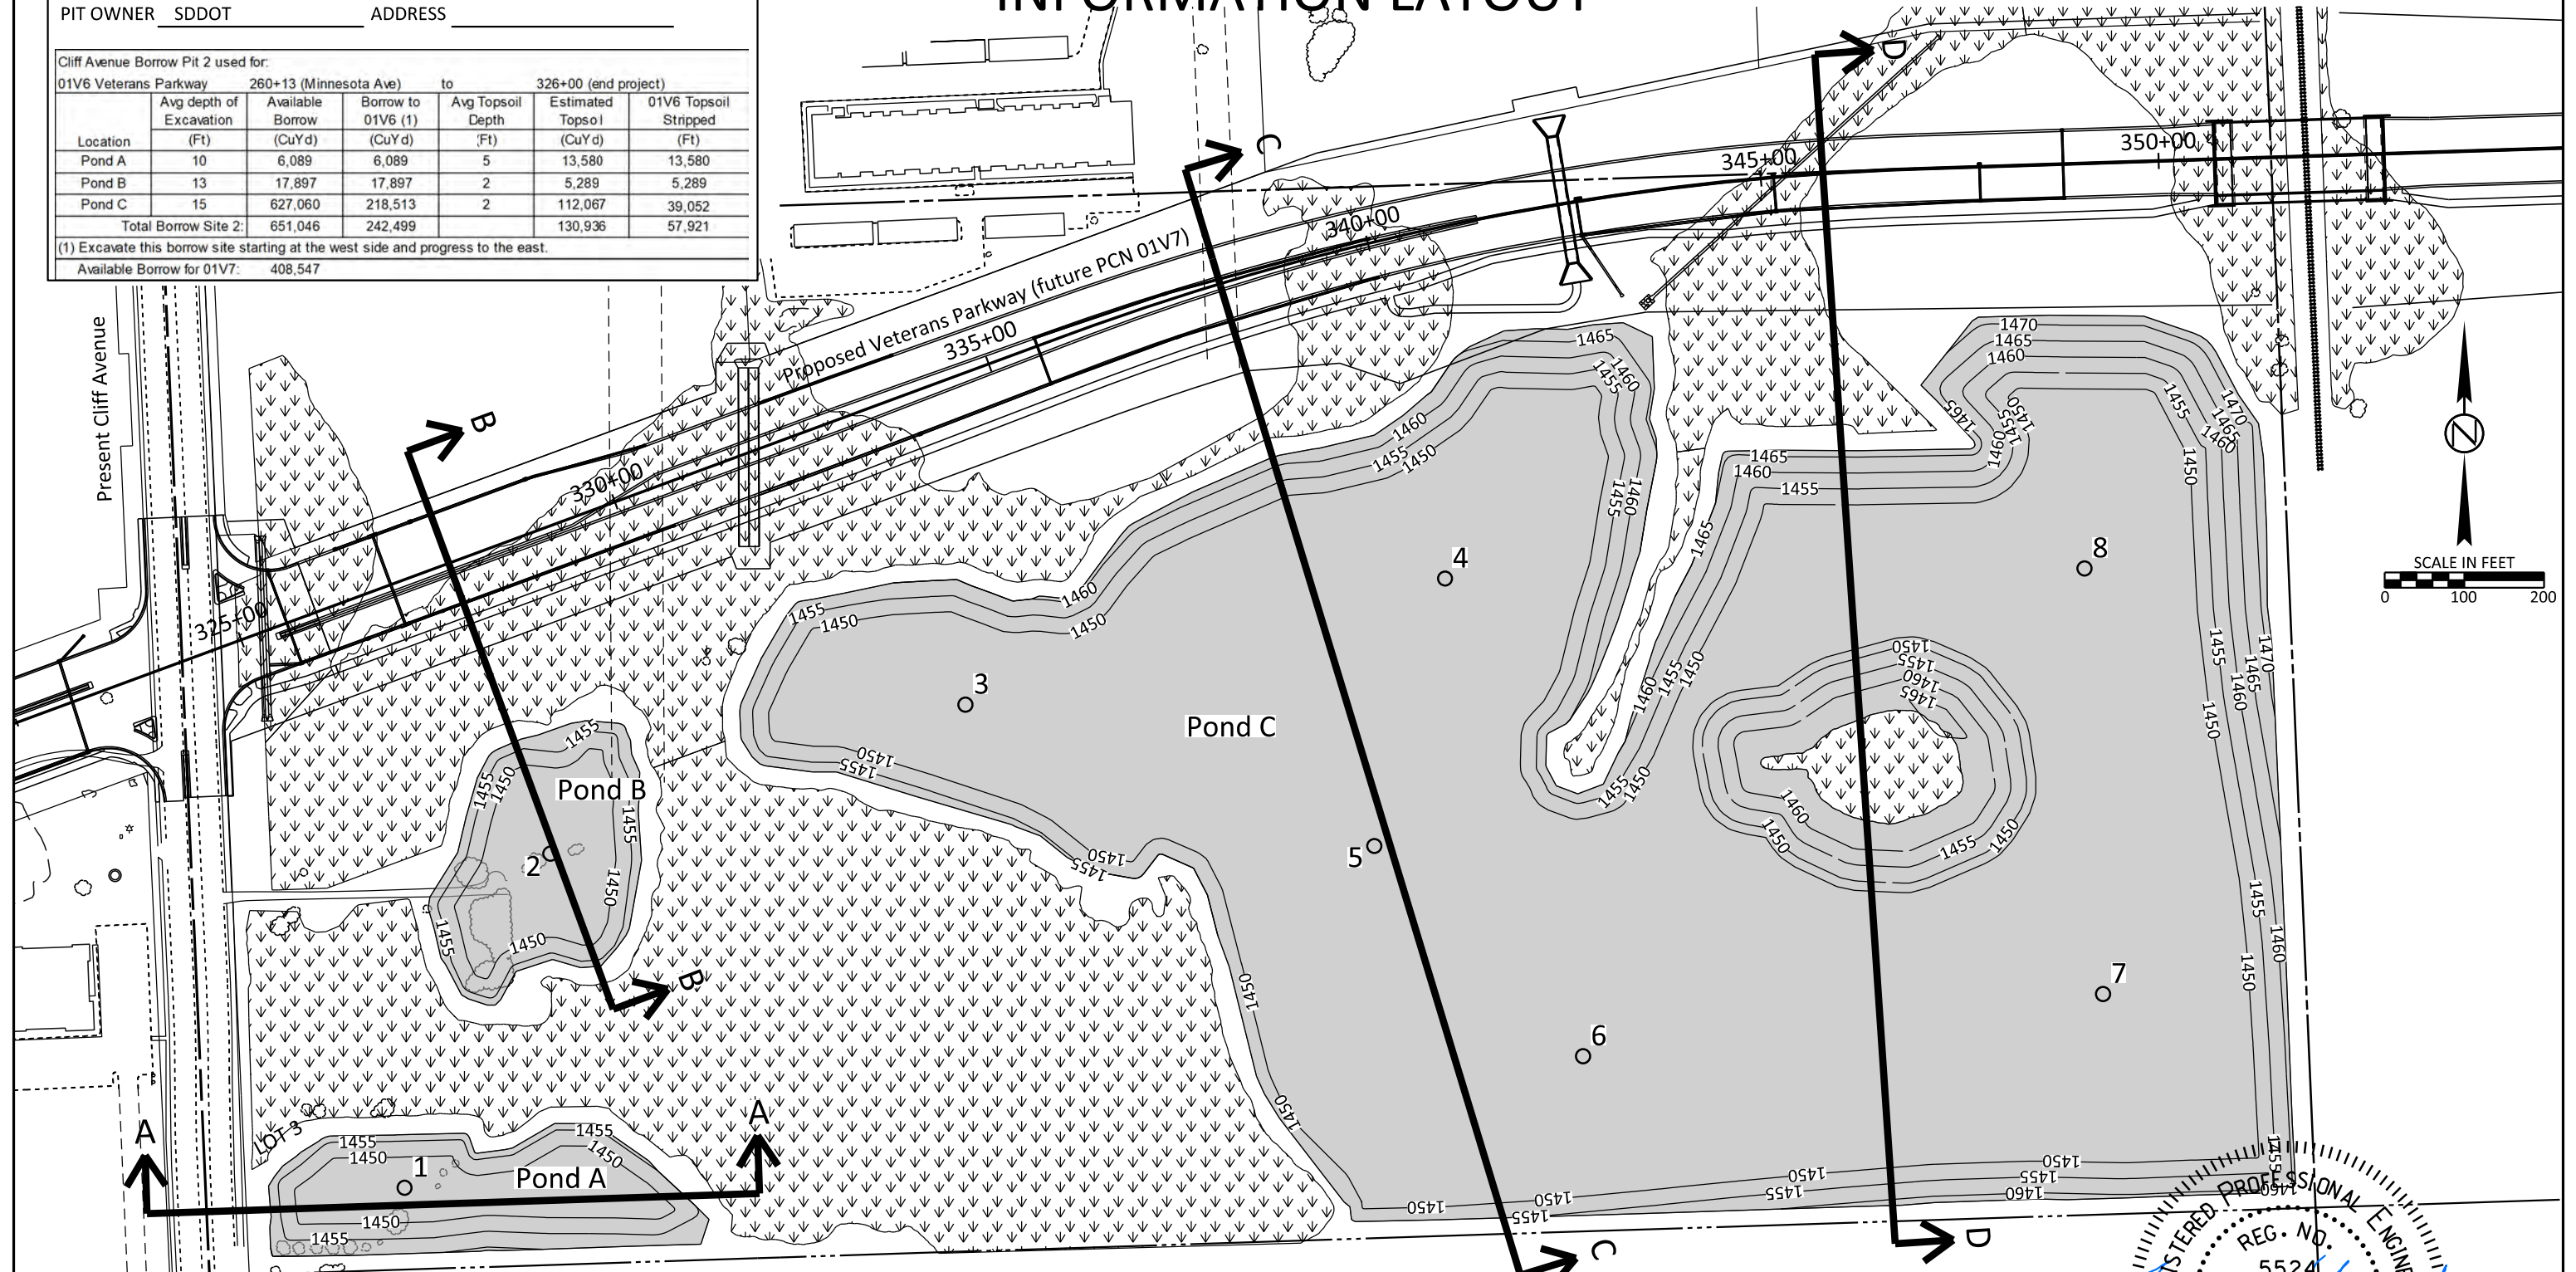 INFORMATION LAYOUT
PIT OWNER SDDOT ADDRESS
Cliff Avenue Borrow Pit 2 used for:
01V6 Veterans Parkway 260+13 (Minnesota Ave) to 326+00 (end project)
Location Avg depth of Excavation (Ft) Available Borrow (CuYd) Borrow to 01V6 (1) (CuYd) Avg Topsoil Depth (Ft) Estimated Topsoil (CuYd) 01V6 Topsoil Stripped (Ft)
Pond A 10 6,089 6,089 5 13,580 13,580
Pond B 13 17,897 17,897 2 5,289 5,289
Pond C 15 627,060 218,513 2 112,067 39,052
Total Borrow Site 2: 651,046 242,499 130,936 57,921
(1) Excavate this borrow site starting at the west side and progress to the east.
Available Borrow for 01V7: 408,547
Present Cliff Avenue
Proposed Veterans Parkway (future PCN 01V7)
325+00
330+00
335+00
340+00
345+00
350+00
A
A
B
B
C
C
D
D
LOT 3
Pond A
Pond B
Pond C
1
2
3
4
5
6
7
8
1450
1455
1460
1465
1470
N
SCALE IN FEET
0 100 200
REGISTERED PROFESSIONAL ENGINE
REG. NO.
5524